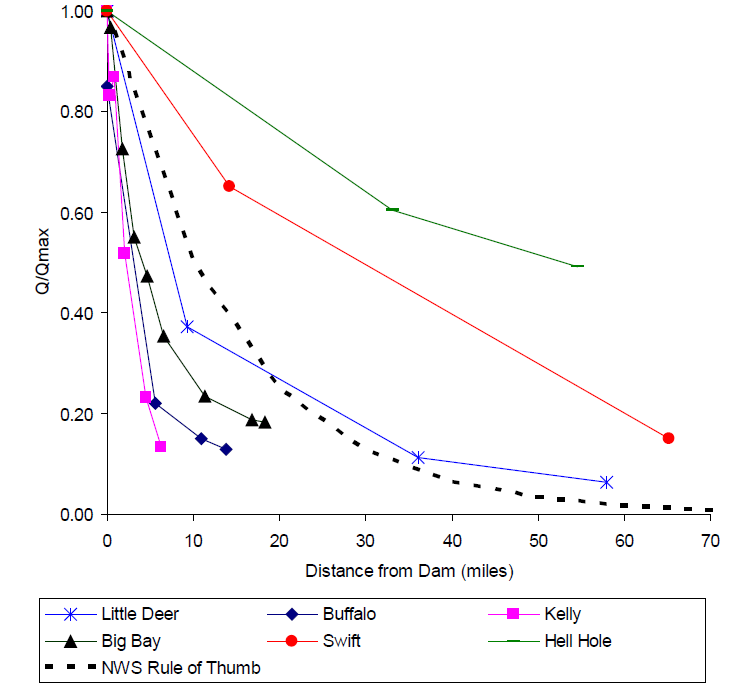 1.00
0.80
0.60
0.40
0.20
0.00
Q/Qmax
0 10 20 30 40 50 60 70
Distance from Dam (miles)
Little Deer Buffalo Kelly
Big Bay Swift Hell Hole
NWS Rule of Thumb